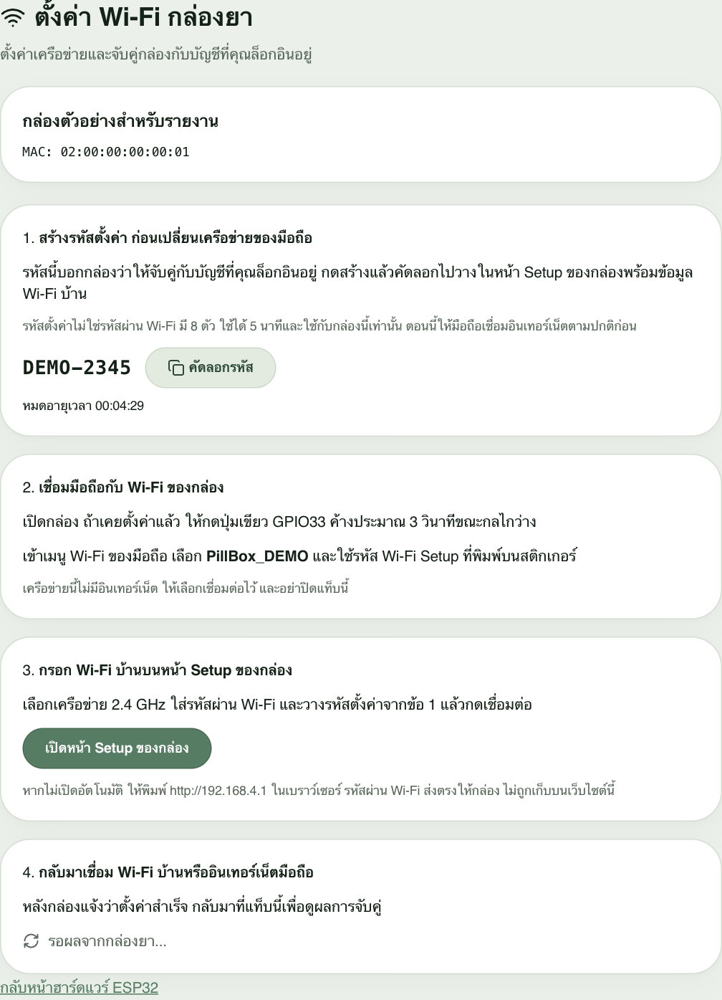 ตั้งค่า Wi-Fi กล่องยา
ตั้งค่าเครือข่ายและจับคู่กล่องกับบัญชีที่คุณล็อกอินอยู่
กล่องตัวอย่างสำหรับรายงาน
MAC: 02:00:00:00:00:01
1. สร้างรหัสตั้งค่า ก่อนเปลี่ยนเครือข่ายของมือถือ
รหัสนี้บอกกล่องว่าให้จับคู่กับบัญชีที่คุณล็อกอินอยู่ กดสร้างแล้วคัดลอกไปวางในหน้า Setup ของกล่องพร้อมข้อมูล
Wi-Fi บ้าน
รหัสตั้งค่าไม่ใช่รหัสผ่าน Wi-Fi มี 8 ตัว ใช้ได้ 5 นาทีและใช้กับกล่องนี้เท่านั้น ตอนนี้ให้มือถือเชื่อมอินเทอร์เน็ตตามปกติก่อน
DEMO-2345 คัดลอกรหัส
หมดอายุเวลา 00:04:29
2. เชื่อมมือถือกับ Wi-Fi ของกล่อง
เปิดกล่อง ถ้าเคยตั้งค่าแล้ว ให้กดปุ่มเขียว GPIO33 ค้างประมาณ 3 วินาทีขณะกลไกว่าง
เข้าเมนู Wi-Fi ของมือถือ เลือก PillBox_DEMO และใช้รหัส Wi-Fi Setup ที่พิมพ์บนสติกเกอร์
เครือข่ายนี้ไม่มีอินเทอร์เน็ต ให้เลือกเชื่อมต่อไว้ และอย่าปิดแท็บนี้
3. กรอก Wi-Fi บ้านบนหน้า Setup ของกล่อง
เลือกเครือข่าย 2.4 GHz ใส่รหัสผ่าน Wi-Fi และวางรหัสตั้งค่าจากข้อ 1 แล้วกดเชื่อมต่อ
เปิดหน้า Setup ของกล่อง
หากไม่เปิดอัตโนมัติ ให้พิมพ์ http://192.168.4.1 ในเบราว์เซอร์ รหัสผ่าน Wi-Fi ส่งตรงให้กล่อง ไม่ถูกเก็บบนเว็บไซต์นี้
4. กลับมาเชื่อม Wi-Fi บ้านหรืออินเทอร์เน็ตมือถือ
หลังกล่องแจ้งว่าตั้งค่าสำเร็จ กลับมาที่แท็บนี้เพื่อดูผลการจับคู่
รอผลจากกล่องยา...
กลับหน้าฮาร์ดแวร์ ESP32